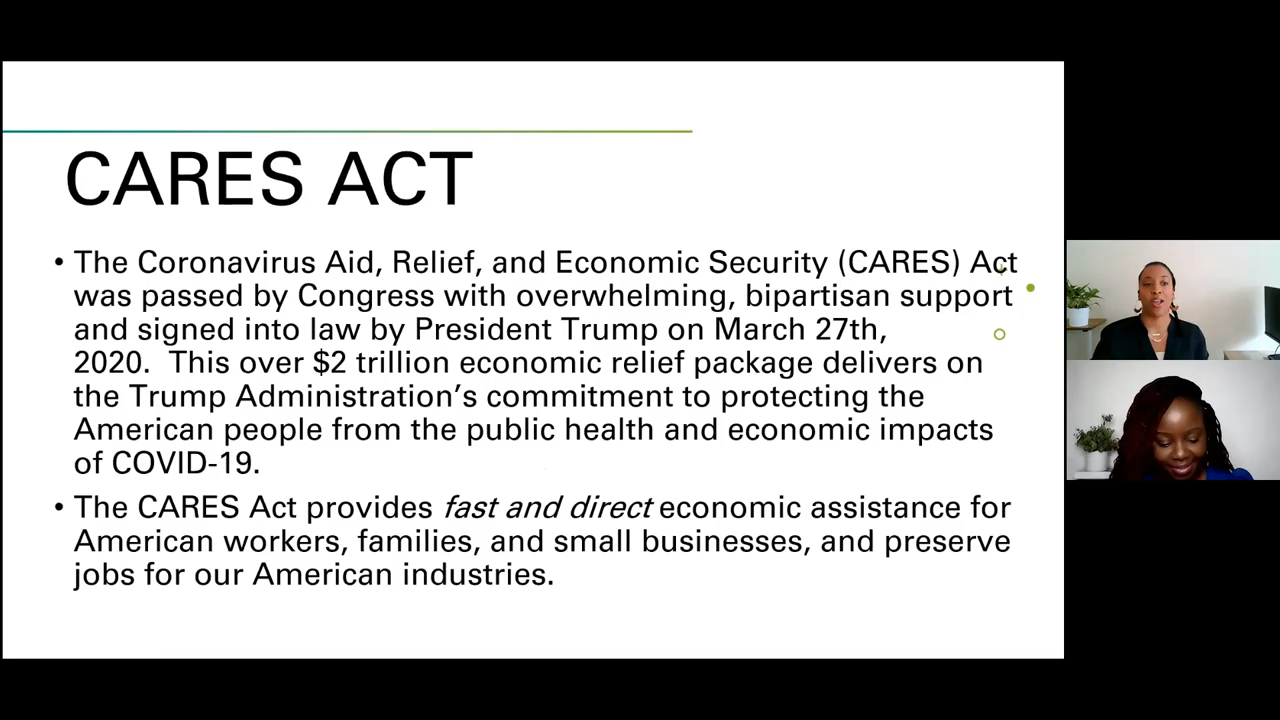 CARES ACT
• The Coronavirus Aid, Relief, and Economic Security (CARES) Act
was passed by Congress with overwhelming, bipartisan support
and signed into law by President Trump on March 27th,
2020.  This over $2 trillion economic relief package delivers on
the Trump Administration’s commitment to protecting the
American people from the public health and economic impacts
of COVID-19.
• The CARES Act provides fast and direct economic assistance for
American workers, families, and small businesses, and preserve
jobs for our American industries.